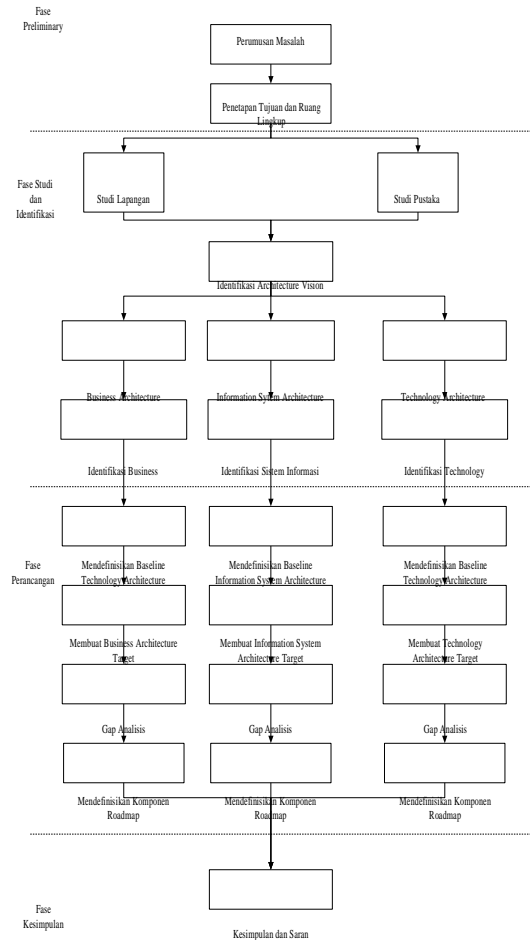 Fase
Preliminary
Perumusan Masalah
Penetapan Tujuan dan Ruang
Lingkup
Fase Studi
dan
Identifikasi
Studi Lapangan
Studi Pustaka
Identifikasi Architecture Vision
Business Architecture
Information Sytem Architecture
Technology Architecture
Identifikasi Business
Identifikasi Sistem Informasi
Identifikasi Technology
Fase
Perancangan
Mendefinisikan Baseline
Technology Architecture
Mendefinisikan Baseline
Information System Architecture
Mendefinisikan Baseline
Technology Architecture
Membuat Business Architecture
Target
Membuat Information System
Architecture Target
Membuat Technology
Architecture Target
Gap Analisis
Gap Analisis
Gap Analisis
Mendefinisikan Komponen
Roadmap
Mendefinisikan Komponen
Roadmap
Mendefinisikan Komponen
Roadmap
Fase
Kesimpulan
Kesimpulan dan Saran